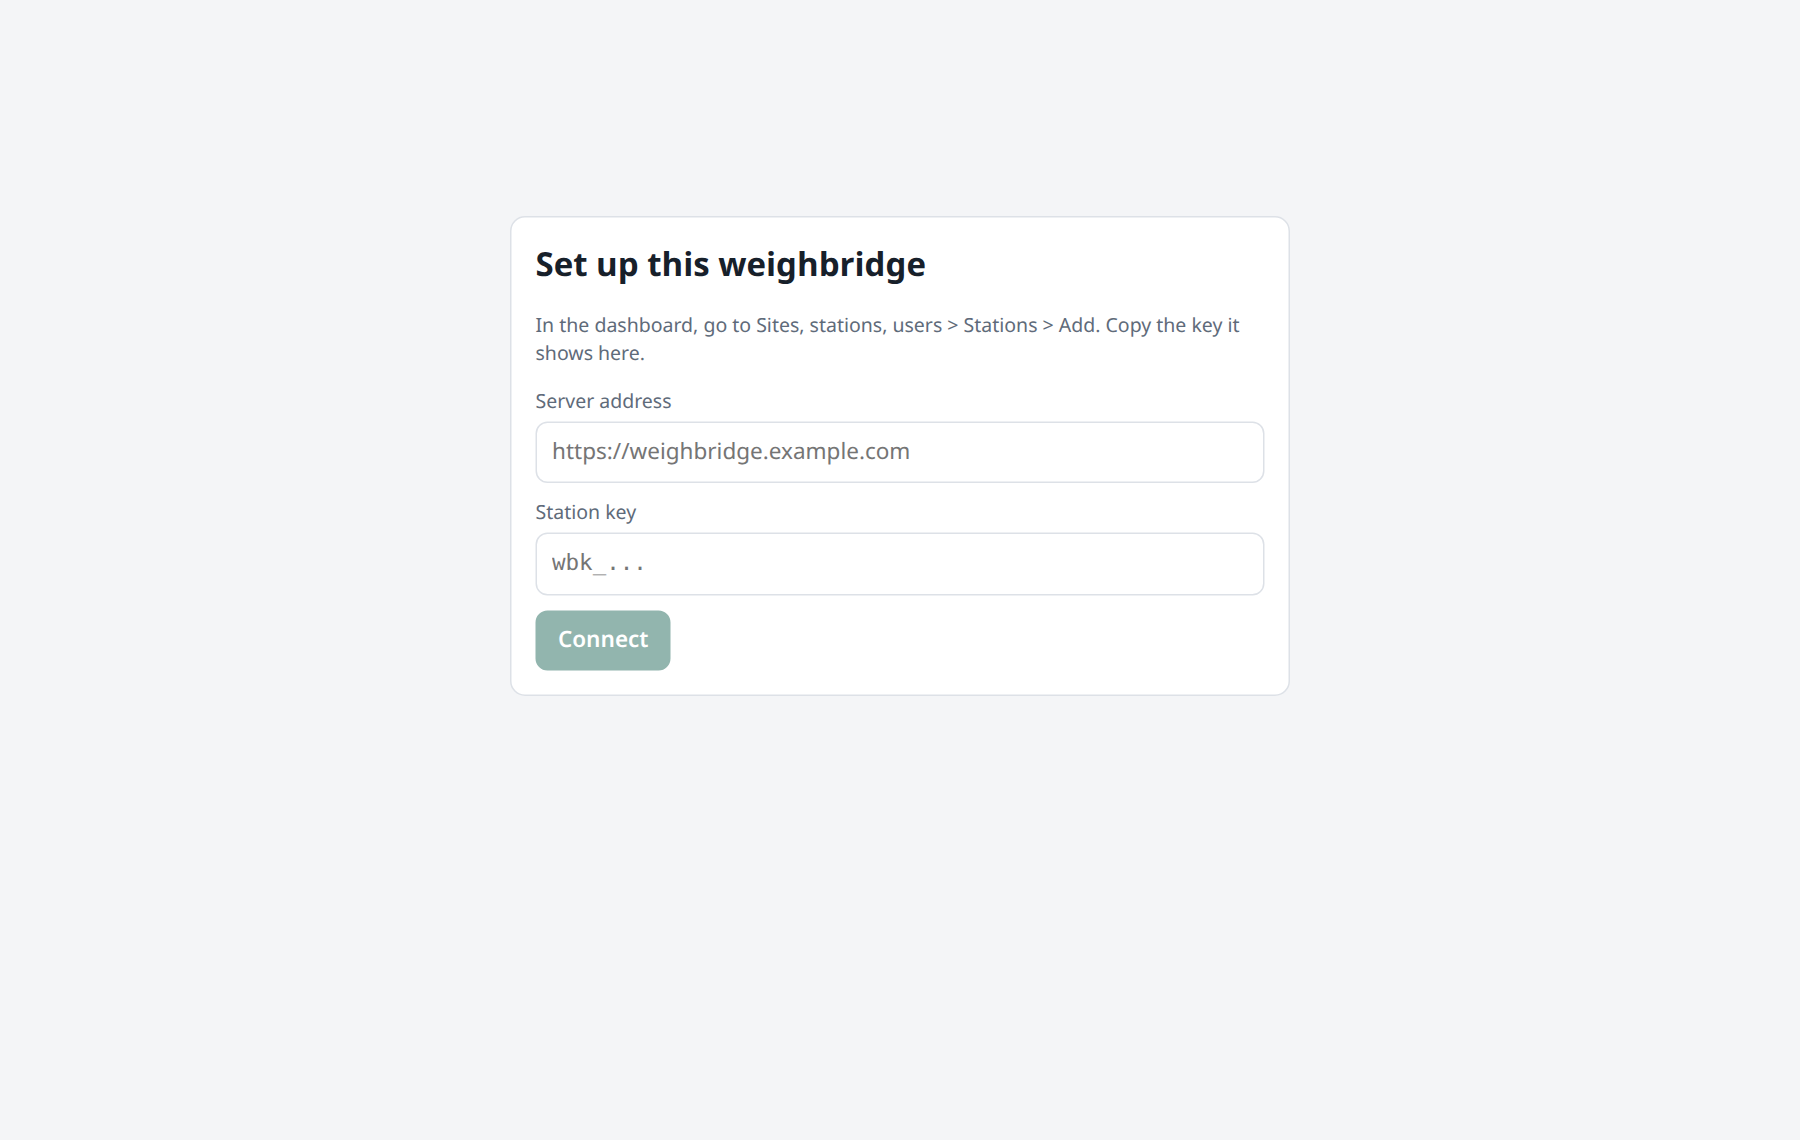 Set up this weighbridge
In the dashboard, go to Sites, stations, users > Stations > Add. Copy the key it
shows here.
Server address
https://weighbridge.example.com
Station key
wbk_...
Connect